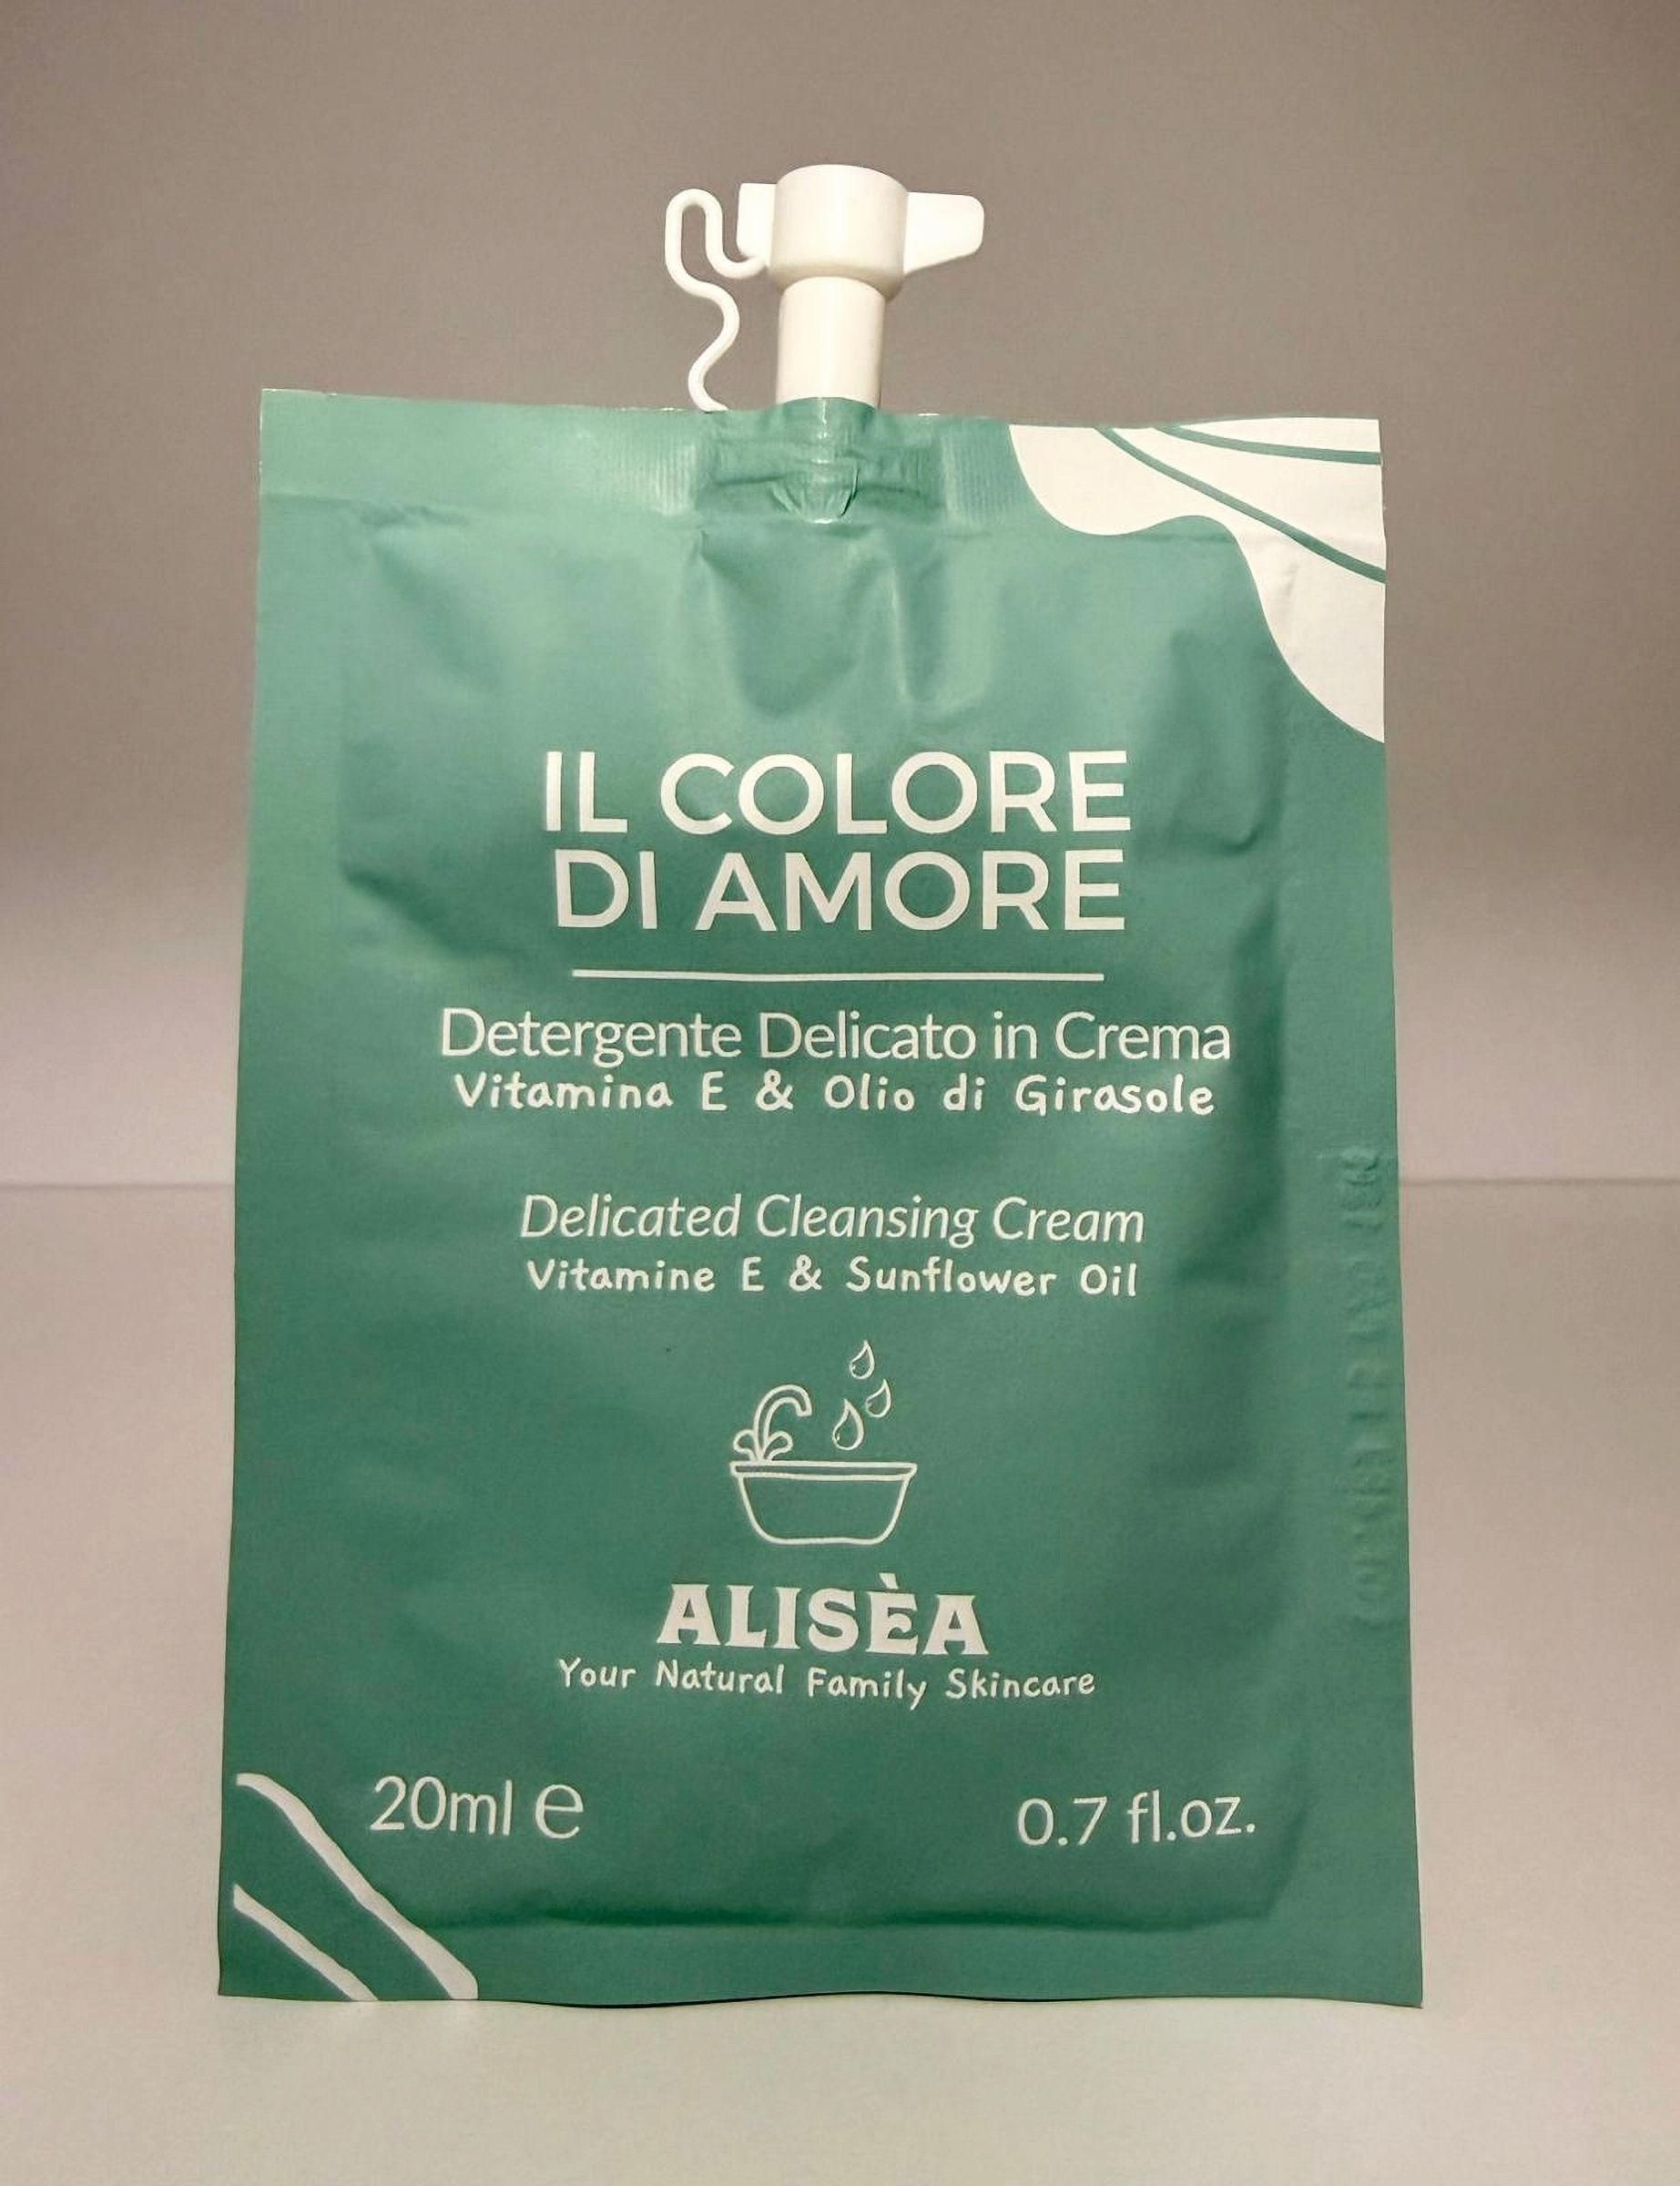 IL COLORE
DI AMORE
Detergente Delicato in Crema
Vitamina E & Olio di Girasole
Delicated Cleansing Cream
Vitamine E & Sunflower Oil
ALISÈA
Your Natural Family Skincare
20ml e
0.7 fl.oz.